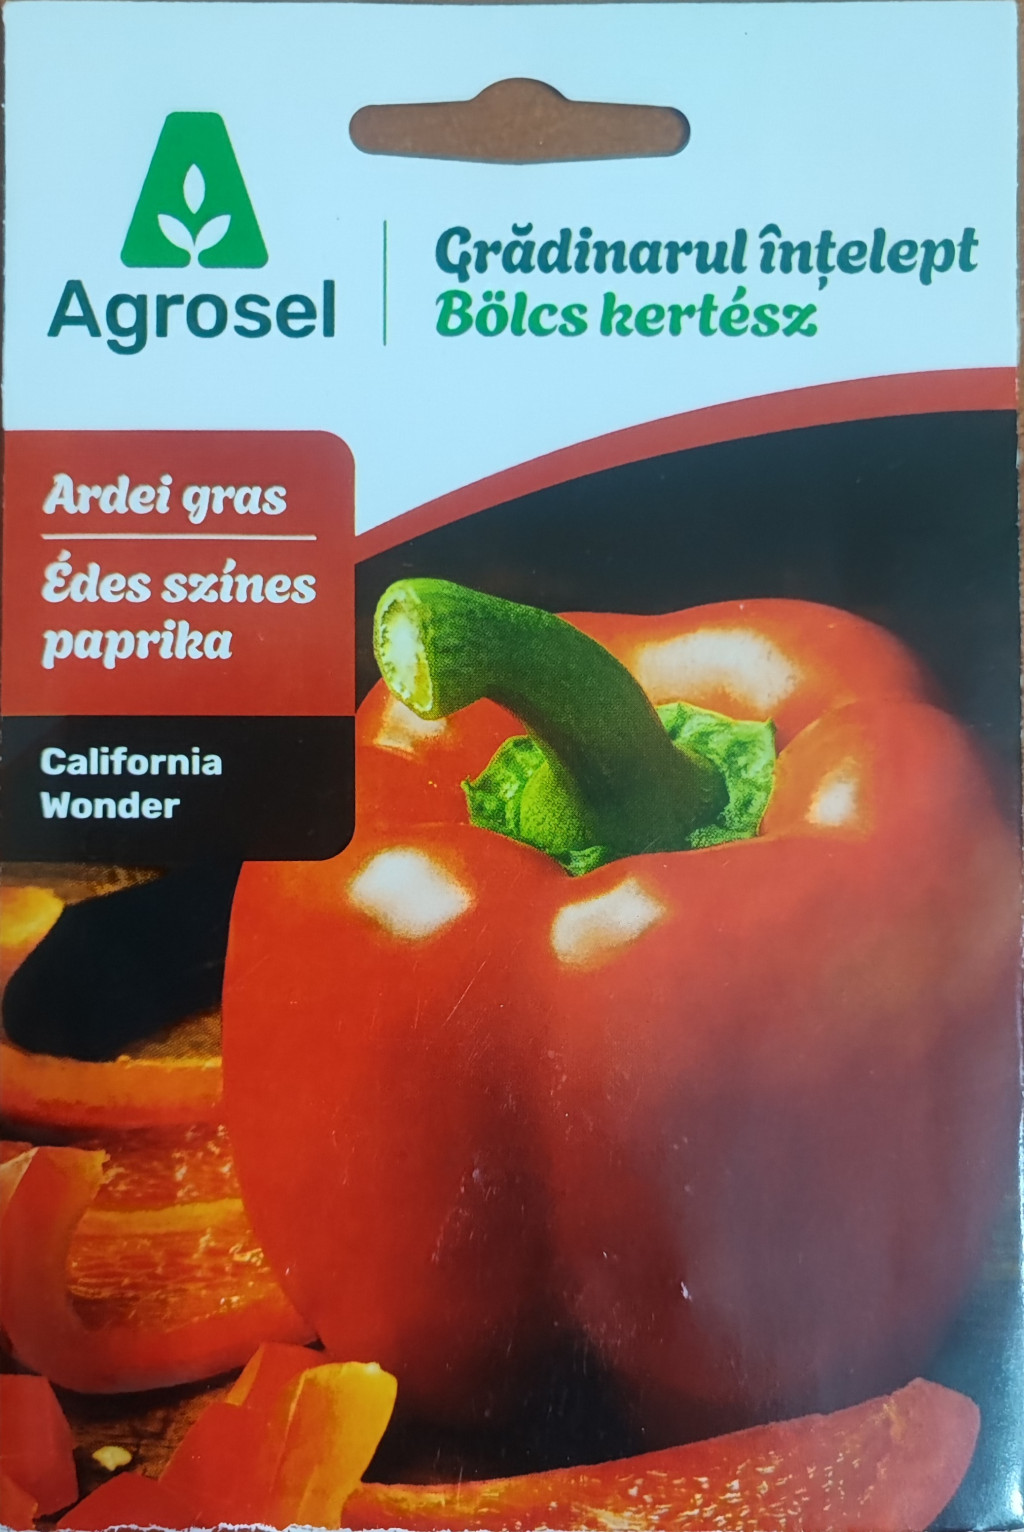 Agrosel
Grădinarul înțelept
Bölcs kertész
Ardei gras
Édes színes
paprika
California
Wonder